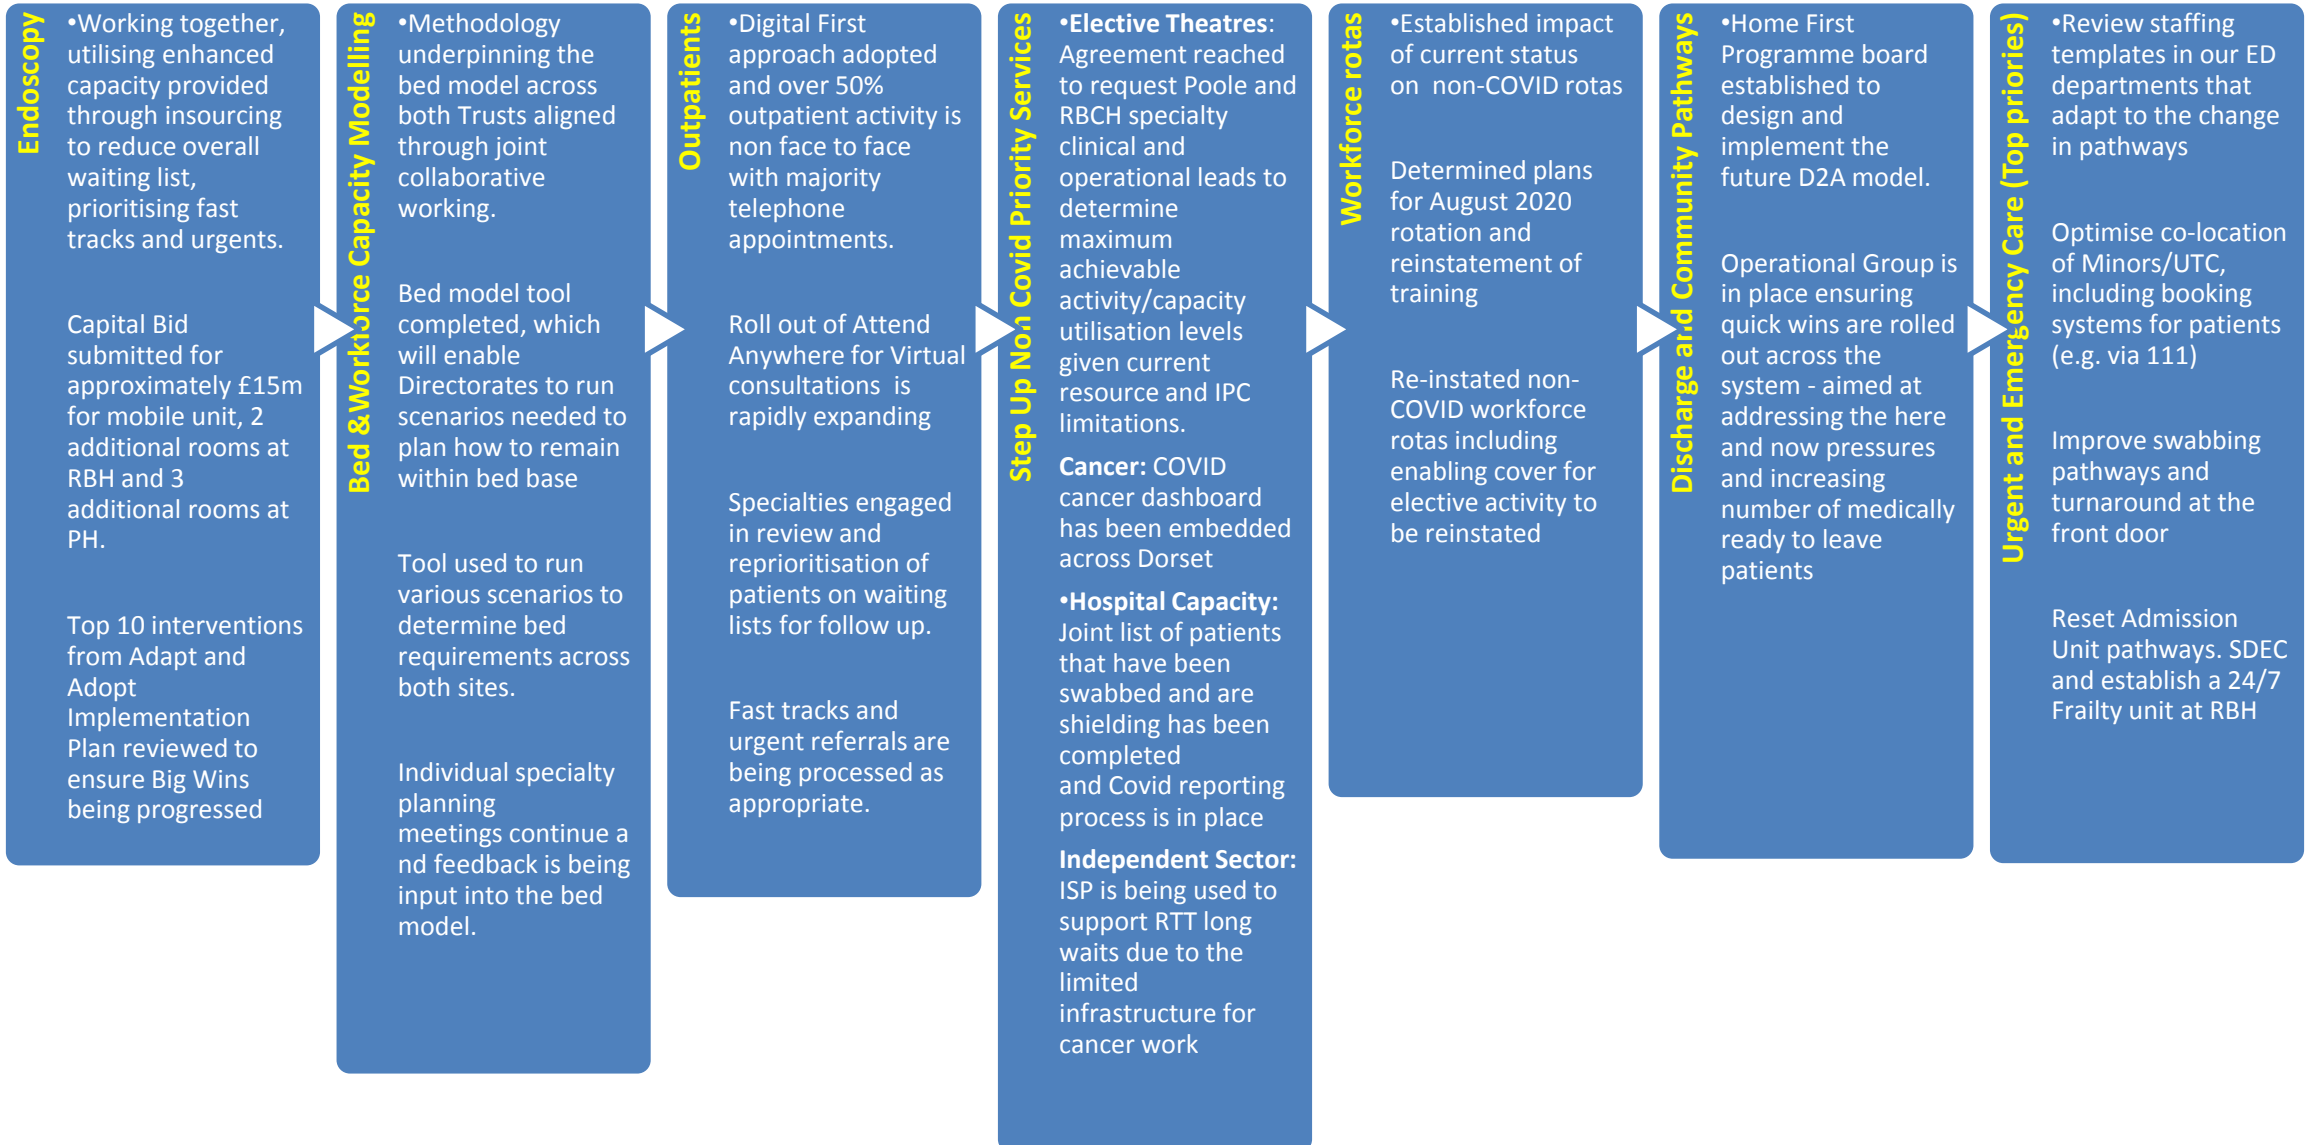 Endoscopy
•Working together,
utilising enhanced
capacity provided
through insourcing
to reduce overall
waiting list,
prioritising fast
tracks and urgents.
Capital Bid
submitted for
approximately £15m
for mobile unit, 2
additional rooms at
RBH and 3
additional rooms at
PH.
Top 10 interventions
from Adapt and
Adopt
Implementation
Plan reviewed to
ensure Big Wins
being progressed
Bed &Workforce Capacity Modelling
•Methodology
underpinning the
bed model across
both Trusts aligned
through joint
collaborative
working.
Bed model tool
completed, which
will enable
Directorates to run
scenarios needed to
plan how to remain
within bed base
Tool used to run
various scenarios to
determine bed
requirements across
both sites.
Individual specialty
planning
meetings continue a
nd feedback is being
input into the bed
model.
Outpatients
•Digital First
approach adopted
and over 50%
outpatient activity is
non face to face
with majority
telephone
appointments.
Roll out of Attend
Anywhere for Virtual
consultations is
rapidly expanding
Specialties engaged
in review and
reprioritisation of
patients on waiting
lists for follow up.
Fast tracks and
urgent referrals are
being processed as
appropriate.
Step Up Non Covid Priority Services
•Elective Theatres:
Agreement reached
to request Poole and
RBCH specialty
clinical and
operational leads to
determine
maximum
achievable
activity/capacity
utilisation levels
given current
resource and IPC
limitations.
Cancer: COVID
cancer dashboard
has been embedded
across Dorset
•Hospital Capacity:
Joint list of patients
that have been
swabbed and are
shielding has been
completed
and Covid reporting
process is in place
Independent Sector:
ISP is being used to
support RTT long
waits due to the
limited
infrastructure for
cancer work
Workforce rotas
•Established impact
of current status
on non-COVID rotas
Determined plans
for August 2020
rotation and
reinstatement of
training
Re-instated non-
COVID workforce
rotas including
enabling cover for
elective activity to
be reinstated
Discharge and Community Pathways
•Home First
Programme board
established to
design and
implement the
future D2A model.
Operational Group is
in place ensuring
quick wins are rolled
out across the
system - aimed at
addressing the here
and now pressures
and increasing
number of medically
ready to leave
patients
Urgent and Emergency Care (Top priories)
•Review staffing
templates in our ED
departments that
adapt to the change
in pathways
Optimise co-location
of Minors/UTC,
including booking
systems for patients
(e.g. via 111)
Improve swabbing
pathways and
turnaround at the
front door
Reset Admission
Unit pathways. SDEC
and establish a 24/7
Frailty unit at RBH